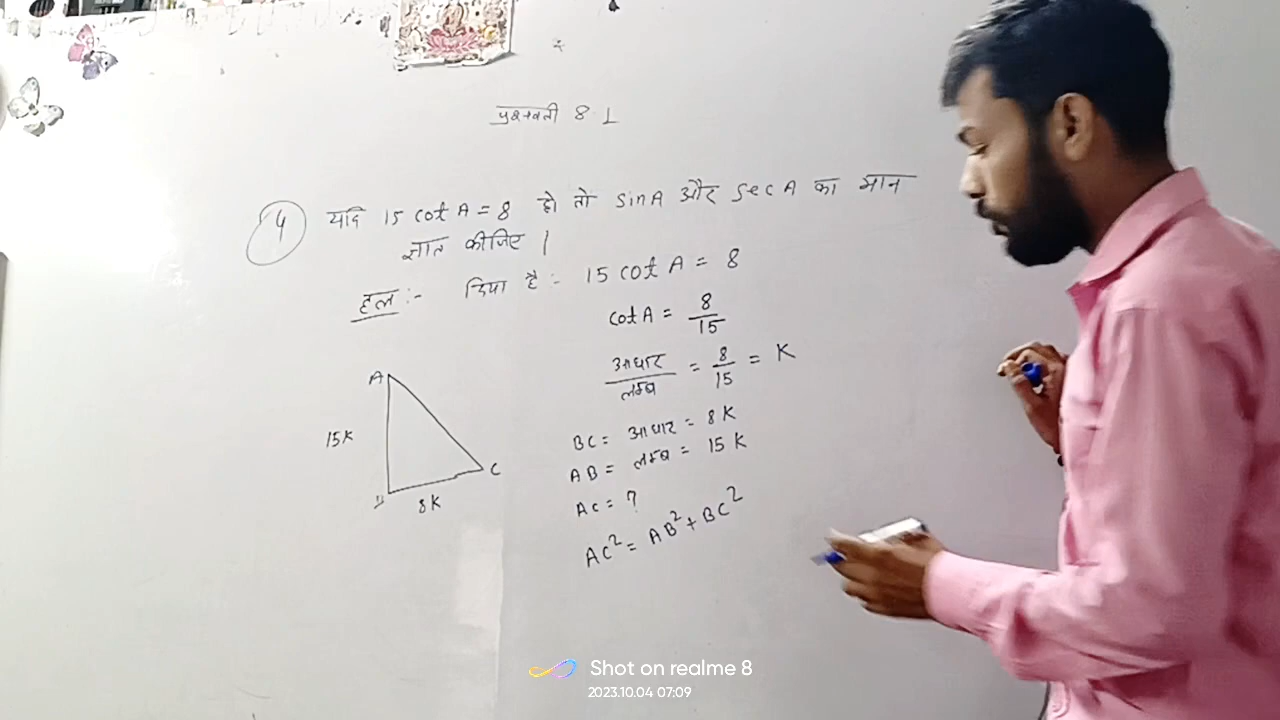 प्रश्नावली 8.1
4 यदि 15 cot A = 8 हो तो sinA और sec A का मान
ज्ञात कीजिए |
हल :- दिया है :- 15 cot A = 8
cot A = 8/15
आधार/लम्ब = 8/15 = K
BC = आधार = 8K
AB = लम्ब = 15 K
AC = ?
AC² = AB² + BC²
A
15K
C
B
8K
Shot on realme 8
2023.10.04 07:09